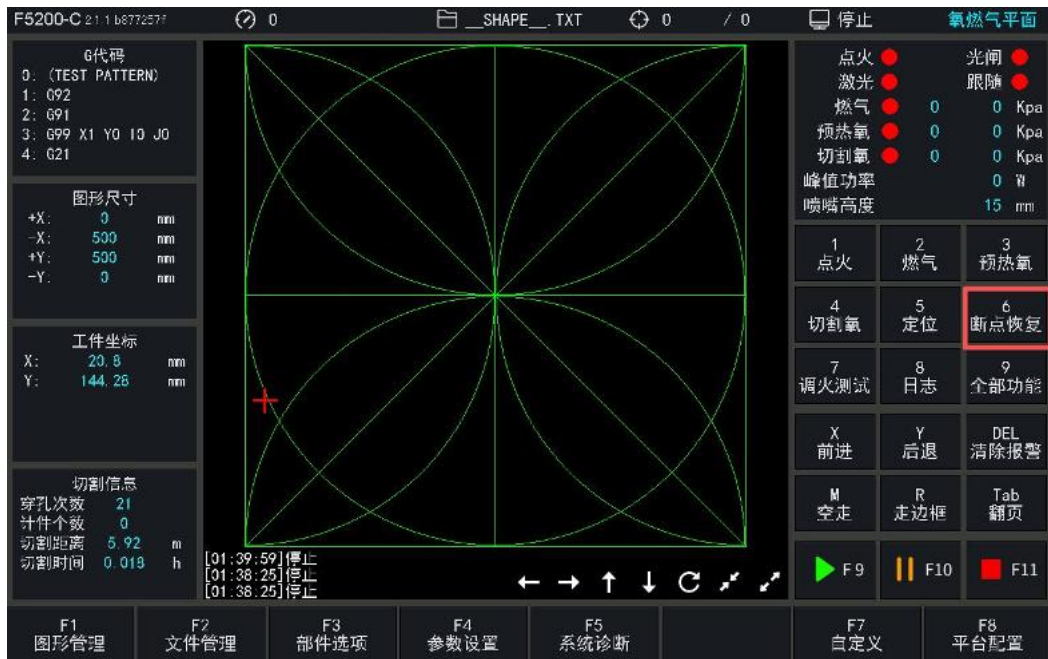 F5200-C 2.1.1 b877257f 0 __SHAPE__.TXT 0 / 0 停止 氧燃气平面
G代码
0: (TEST PATTERN)
1: G92
2: G91
3: G99 X1 Y0 I0 J0
4: G21
图形尺寸
+X: 0 mm
-X: 500 mm
+Y: 500 mm
-Y: 0 mm
工件坐标
X: 20.8 mm
Y: 144.28 mm
切割信息
穿孔次数 21
计件个数 0
切割距离 5.92 m
切割时间 0.018 h
[01:39:59]停止
[01:38:25]停止
[01:38:25]停止
点火 光闸
激光 跟随
燃气 0 0 Kpa
预热氧 0 0 Kpa
切割氧 0 0 Kpa
峰值功率 0 W
喷嘴高度 15 mm
1 2 3
点火 燃气 预热氧
4 5 6
切割氧 定位 断点恢复
7 8 9
调火测试 日志 全部功能
X Y DEL
前进 后退 清除报警
M R Tab
空走 走边框 翻页
F9 F10 F11
F1 F2 F3 F4 F5 F7 F8
图形管理 文件管理 部件选项 参数设置 系统诊断 自定义 平台配置